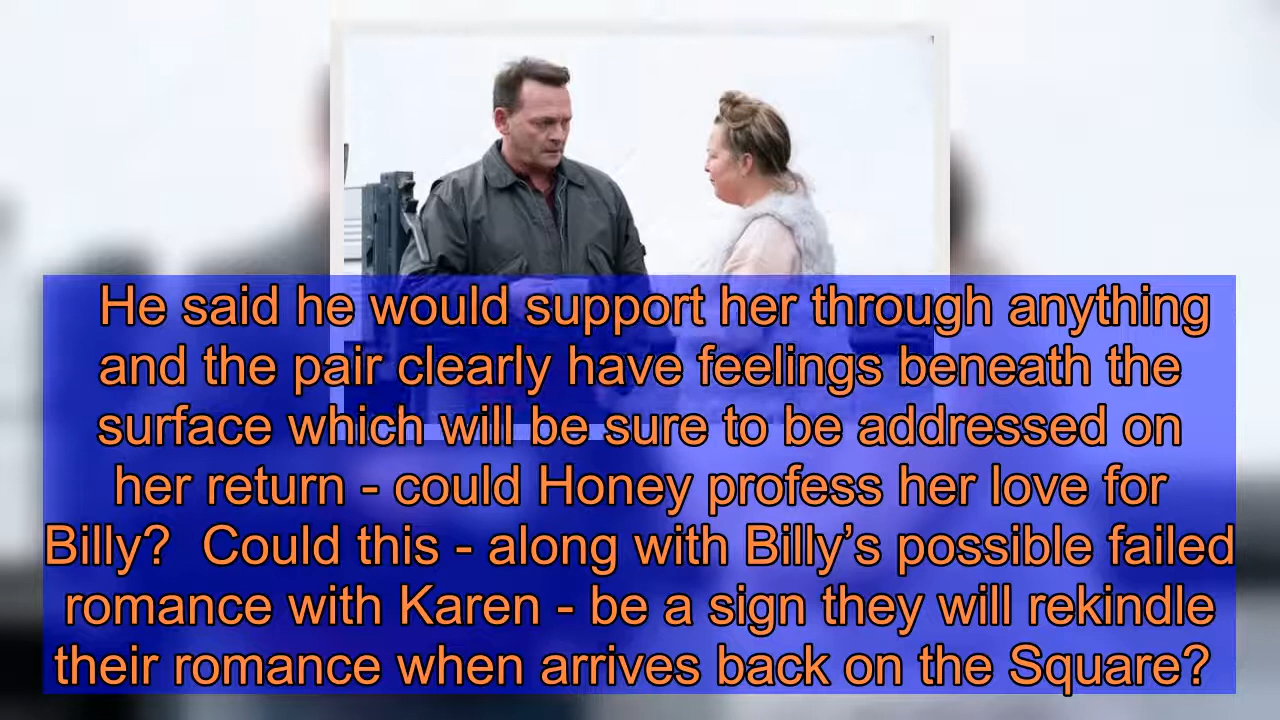 He said he would support her through anything
and the pair clearly have feelings beneath the
surface which will be sure to be addressed on
her return - could Honey profess her love for
Billy?  Could this - along with Billy’s possible failed
romance with Karen - be a sign they will rekindle
their romance when arrives back on the Square?